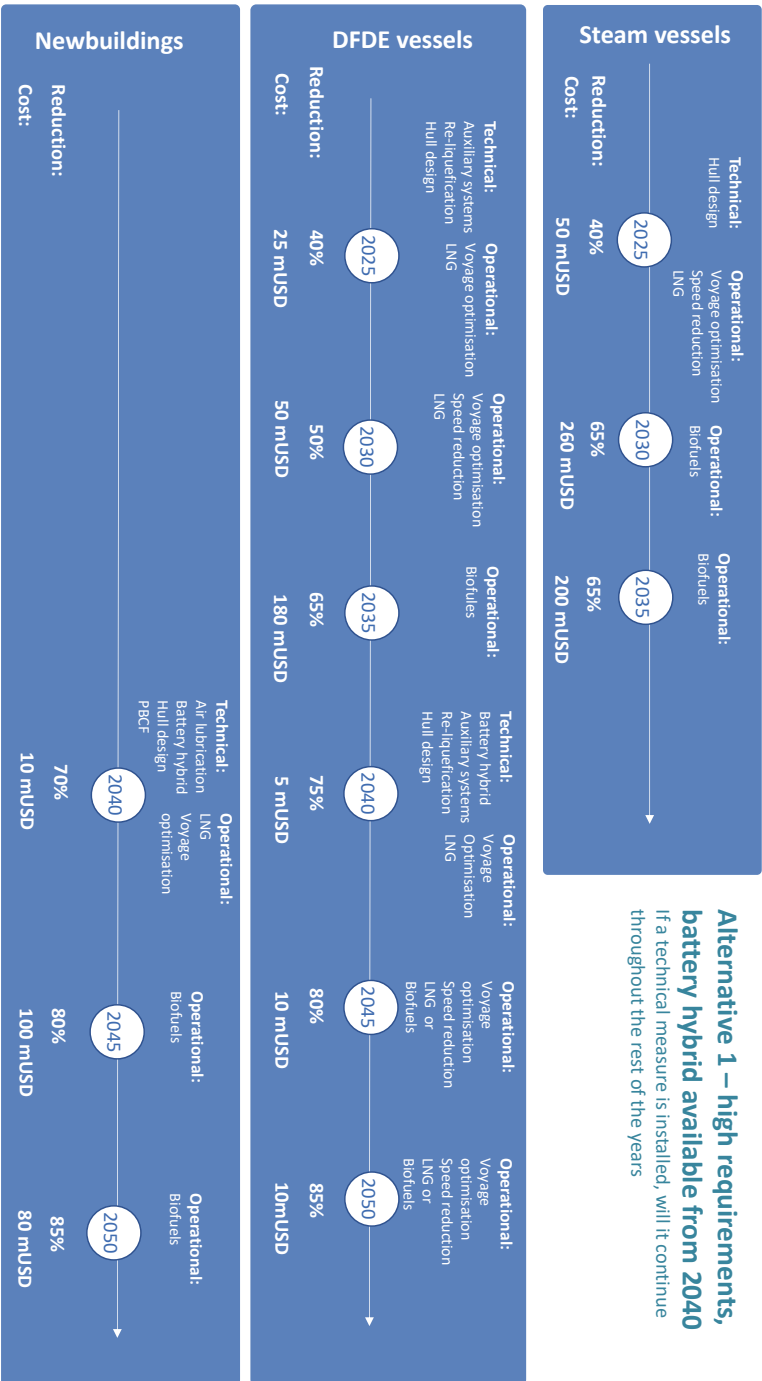 Alternative 1 – high requirements,
battery hybrid available from 2040
If a technical measure is installed, will it continue
throughout the rest of the years
Steam vessels
Technical:
Hull design
Operational:
Voyage optimisation
Speed reduction
LNG
Operational:
Biofuels
Operational:
Biofuels
2025
2030
2035
Reduction:
40%
65%
65%
Cost:
50 mUSD
260 mUSD
200 mUSD
DFDE vessels
Technical:
Auxiliary systems
Re-liquefication
Hull design
Operational:
Voyage optimisation
LNG
Operational:
Voyage optimisation
Speed reduction
LNG
Operational:
Biofules
Technical:
Battery hybrid
Auxiliary systems
Re-liquefication
Hull design
Operational:
Voyage
Optimisation
LNG
Operational:
Voyage
optimisation
Speed reduction
LNG or
Biofuels
Operational:
Voyage
optimisation
Speed reduction
LNG or
Biofuels
2025
2030
2035
2040
2045
2050
Reduction:
40%
50%
65%
75%
80%
85%
Cost:
25 mUSD
50 mUSD
180 mUSD
5 mUSD
10 mUSD
10mUSD
Newbuildings
Technical:
Air lubrication
Battery hybrid
Hull design
PBCF
Operational:
LNG
Voyage
optimisation
Operational:
Biofuels
Operational:
Biofuels
2040
2045
2050
Reduction:
70%
80%
85%
Cost:
10 mUSD
100 mUSD
80 mUSD